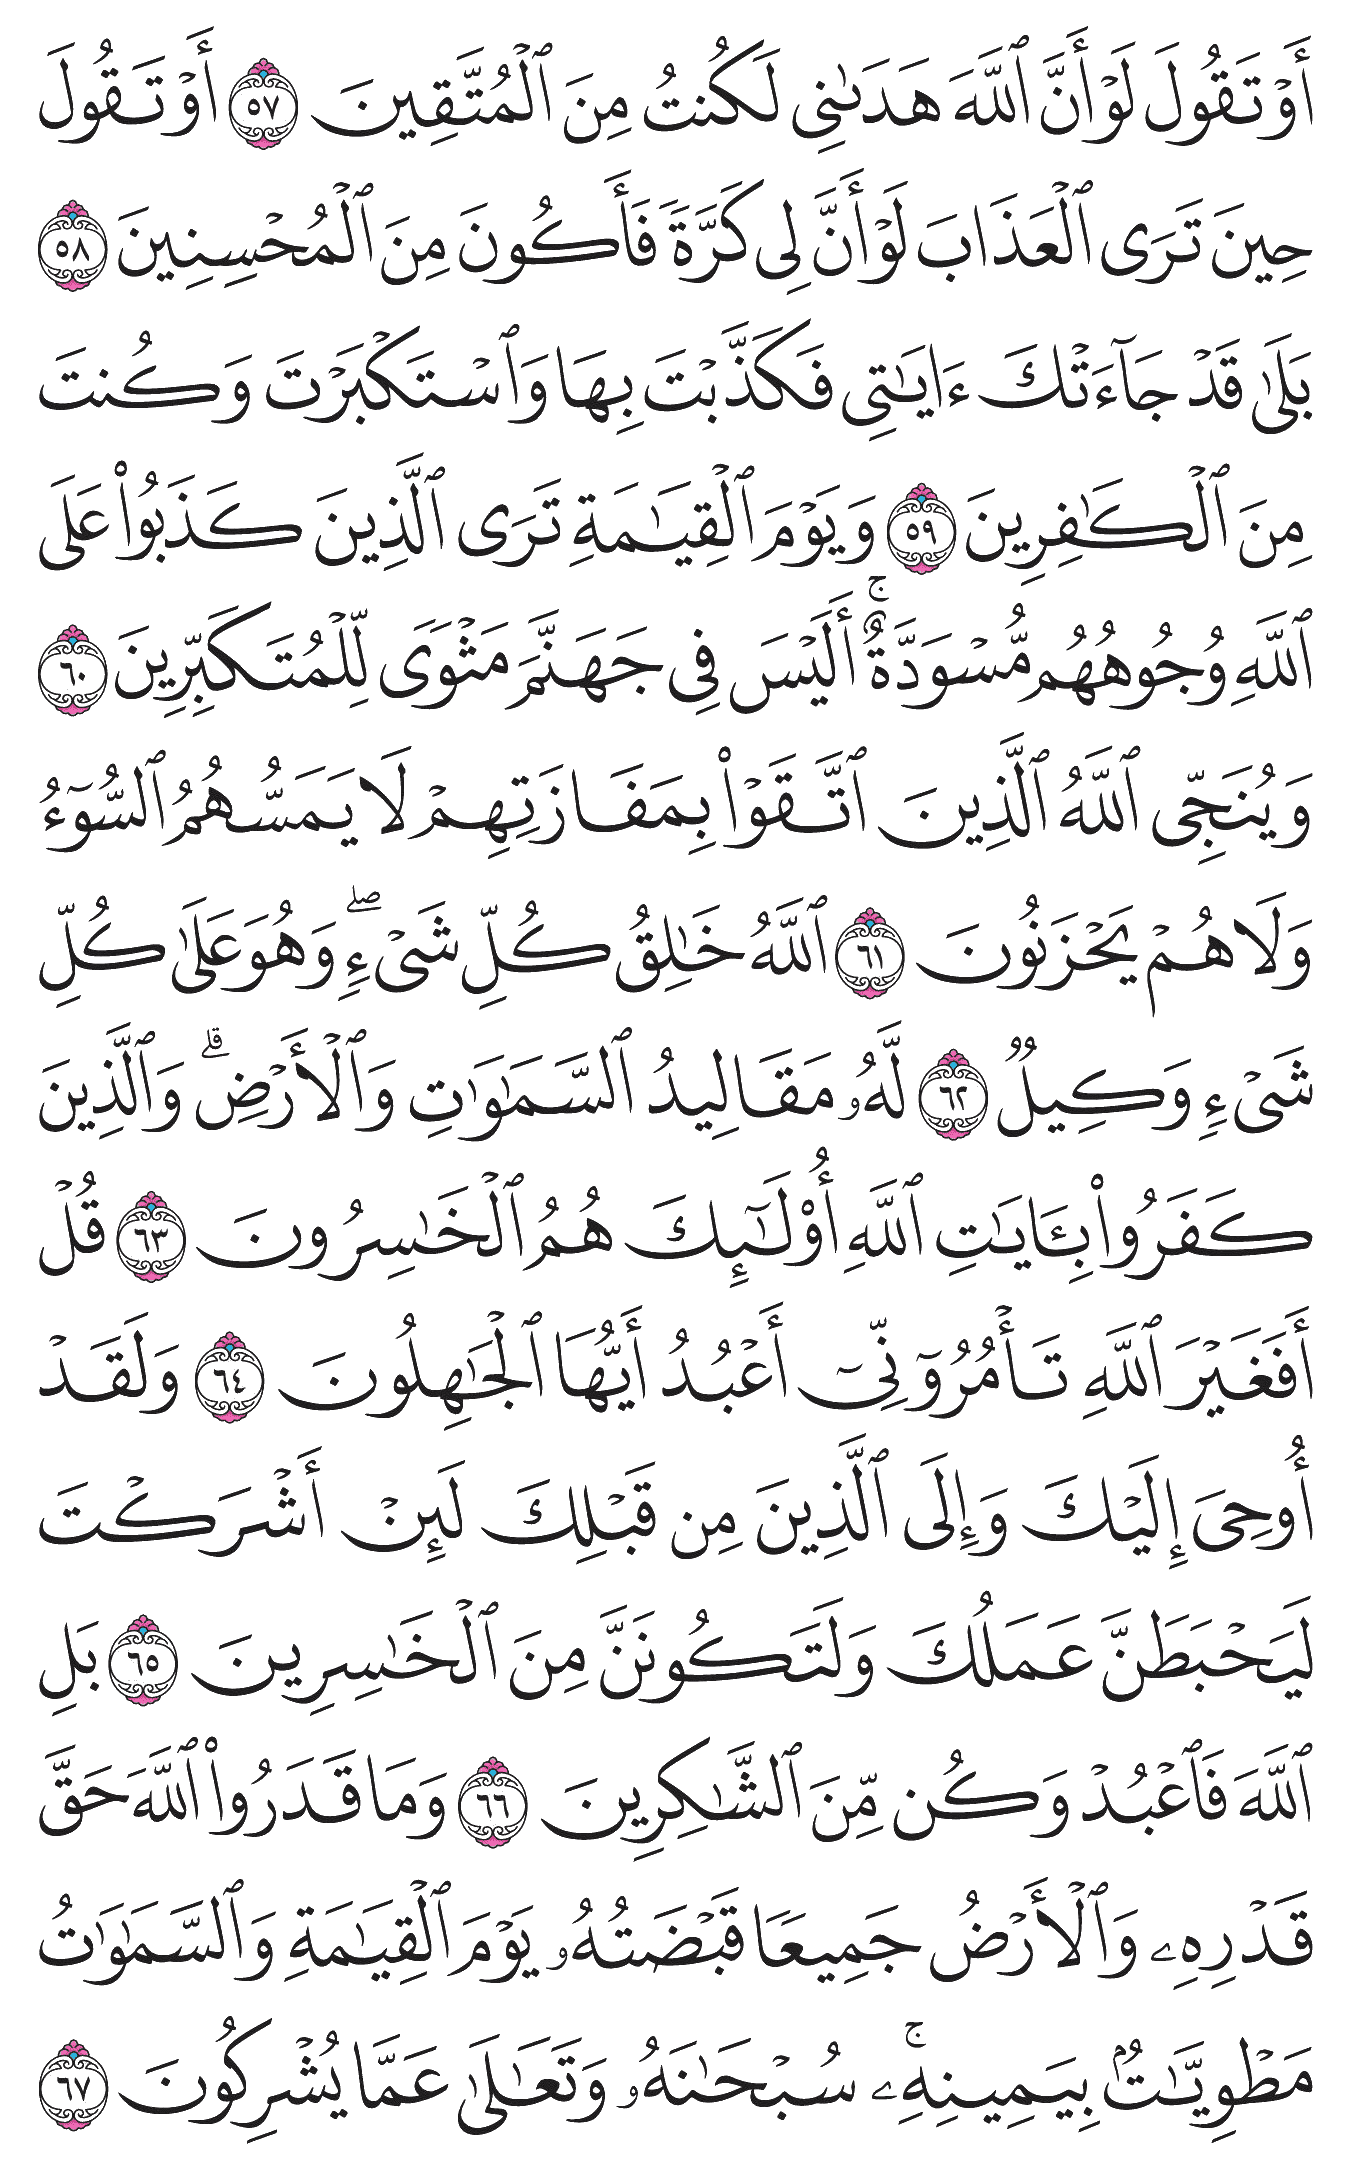 أَوۡ تَقُولَ لَوۡ أَنَّ ٱللَّهَ هَدَىٰنِي لَكُنتُ مِنَ ٱلۡمُتَّقِينَ ٥٧ أَوۡ تَقُولَ
حِينَ تَرَى ٱلۡعَذَابَ لَوۡ أَنَّ لِي كَرَّةٗ فَأَكُونَ مِنَ ٱلۡمُحۡسِنِينَ ٥٨
بَلَىٰ قَدۡ جَآءَتۡكَ ءَايَٰتِي فَكَذَّبۡتَ بِهَا وَٱسۡتَكۡبَرۡتَ وَكُنتَ
مِنَ ٱلۡكَٰفِرِينَ ٥٩ وَيَوۡمَ ٱلۡقِيَٰمَةِ تَرَى ٱلَّذِينَ كَذَبُواْ عَلَى
ٱللَّهِ وُجُوهُهُم مُّسۡوَدَّةٌۚ أَلَيۡسَ فِي جَهَنَّمَ مَثۡوٗى لِّلۡمُتَكَبِّرِينَ ٦٠
وَيُنَجِّي ٱللَّهُ ٱلَّذِينَ ٱتَّقَوۡاْ بِمَفَازَتِهِمۡ لَا يَمَسُّهُمُ ٱلسُّوٓءُ
وَلَا هُمۡ يَحۡزَنُونَ ٦١ ٱللَّهُ خَٰلِقُ كُلِّ شَيۡءٖۖ وَهُوَ عَلَىٰ كُلِّ
شَيۡءٖ وَكِيلٞ ٦٢ لَّهُۥ مَقَالِيدُ ٱلسَّمَٰوَٰتِ وَٱلۡأَرۡضِۗ وَٱلَّذِينَ
كَفَرُواْ بِـَٔايَٰتِ ٱللَّهِ أُوْلَٰٓئِكَ هُمُ ٱلۡخَٰسِرُونَ ٦٣ قُلۡ
أَفَغَيۡرَ ٱللَّهِ تَأۡمُرُوٓنِّيٓ أَعۡبُدُ أَيُّهَا ٱلۡجَٰهِلُونَ ٦٤ وَلَقَدۡ
أُوحِيَ إِلَيۡكَ وَإِلَى ٱلَّذِينَ مِن قَبۡلِكَ لَئِنۡ أَشۡرَكۡتَ
لَيَحۡبَطَنَّ عَمَلُكَ وَلَتَكُونَنَّ مِنَ ٱلۡخَٰسِرِينَ ٦٥ بَلِ
ٱللَّهَ فَٱعۡبُدۡ وَكُن مِّنَ ٱلشَّٰكِرِينَ ٦٦ وَمَا قَدَرُواْ ٱللَّهَ حَقَّ
قَدۡرِهِۦ وَٱلۡأَرۡضُ جَمِيعٗا قَبۡضَتُهُۥ يَوۡمَ ٱلۡقِيَٰمَةِ وَٱلسَّمَٰوَٰتُ
مَطۡوِيَّٰتُۢ بِيَمِينِهِۦۚ سُبۡحَٰنَهُۥ وَتَعَٰلَىٰ عَمَّا يُشۡرِكُونَ ٦٧